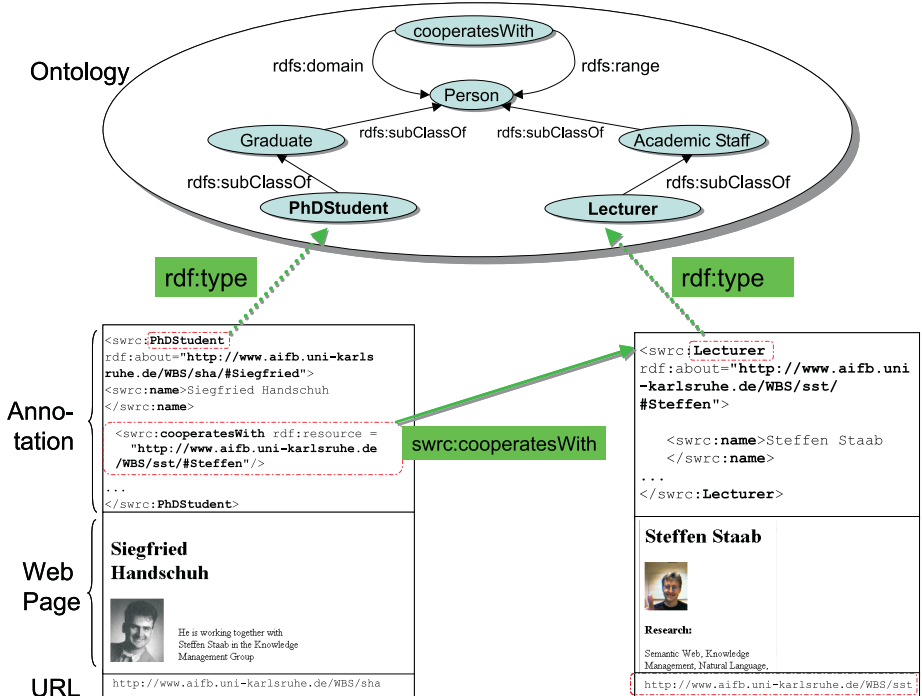 cooperatesWith
Ontology
rdfs:domain
rdfs:range
Person
Graduate
rdfs:subClassOf
rdfs:subClassOf
Academic Staff
rdfs:subClassOf
rdfs:subClassOf
PhDStudent
Lecturer
rdf:type
rdf:type
Anno-
tation
<swrc:PhDStudent
rdf:about="http://www.aifb.uni-karls
ruhe.de/WBS/sha/#Siegfried">
<swrc:name>Siegfried Handschuh
</swrc:name>
<swrc:cooperatesWith rdf:resource =
"http://www.aifb.uni-karlsruhe.de
/WBS/sst/#Steffen"/>
...
</swrc:PhDStudent>
swrc:cooperatesWith
<swrc:Lecturer
rdf:about="http://www.aifb.uni
-karlsruhe.de/WBS/sst/
#Steffen">
<swrc:name>Steffen Staab
</swrc:name>
...
</swrc:Lecturer>
Web
Page
Siegfried
Handschuh
He is working together with
Steffen Staab in the Knowledge
Management Group
Steffen Staab
Research:
Semantic Web, Knowledge
Management, Natural Language,
URL
http://www.aifb.uni-karlsruhe.de/WBS/sha
http://www.aifb.uni-karlsruhe.de/WBS/sst